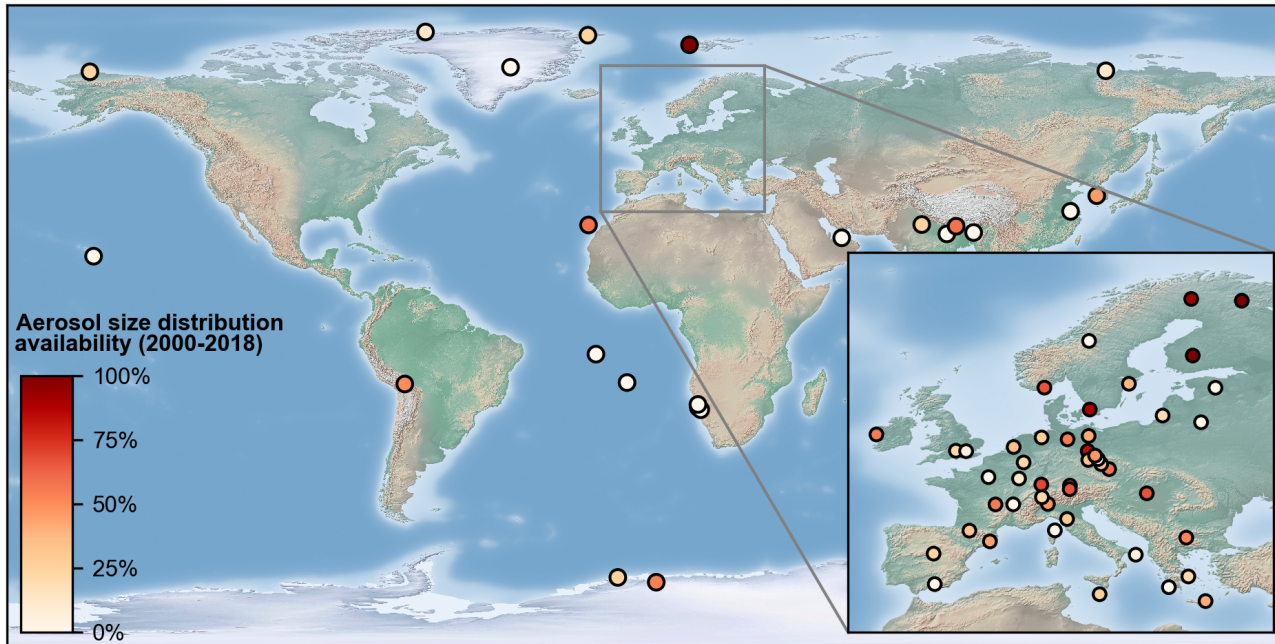 Aerosol size distribution
availability (2000-2018)
100%
75%
50%
25%
0%